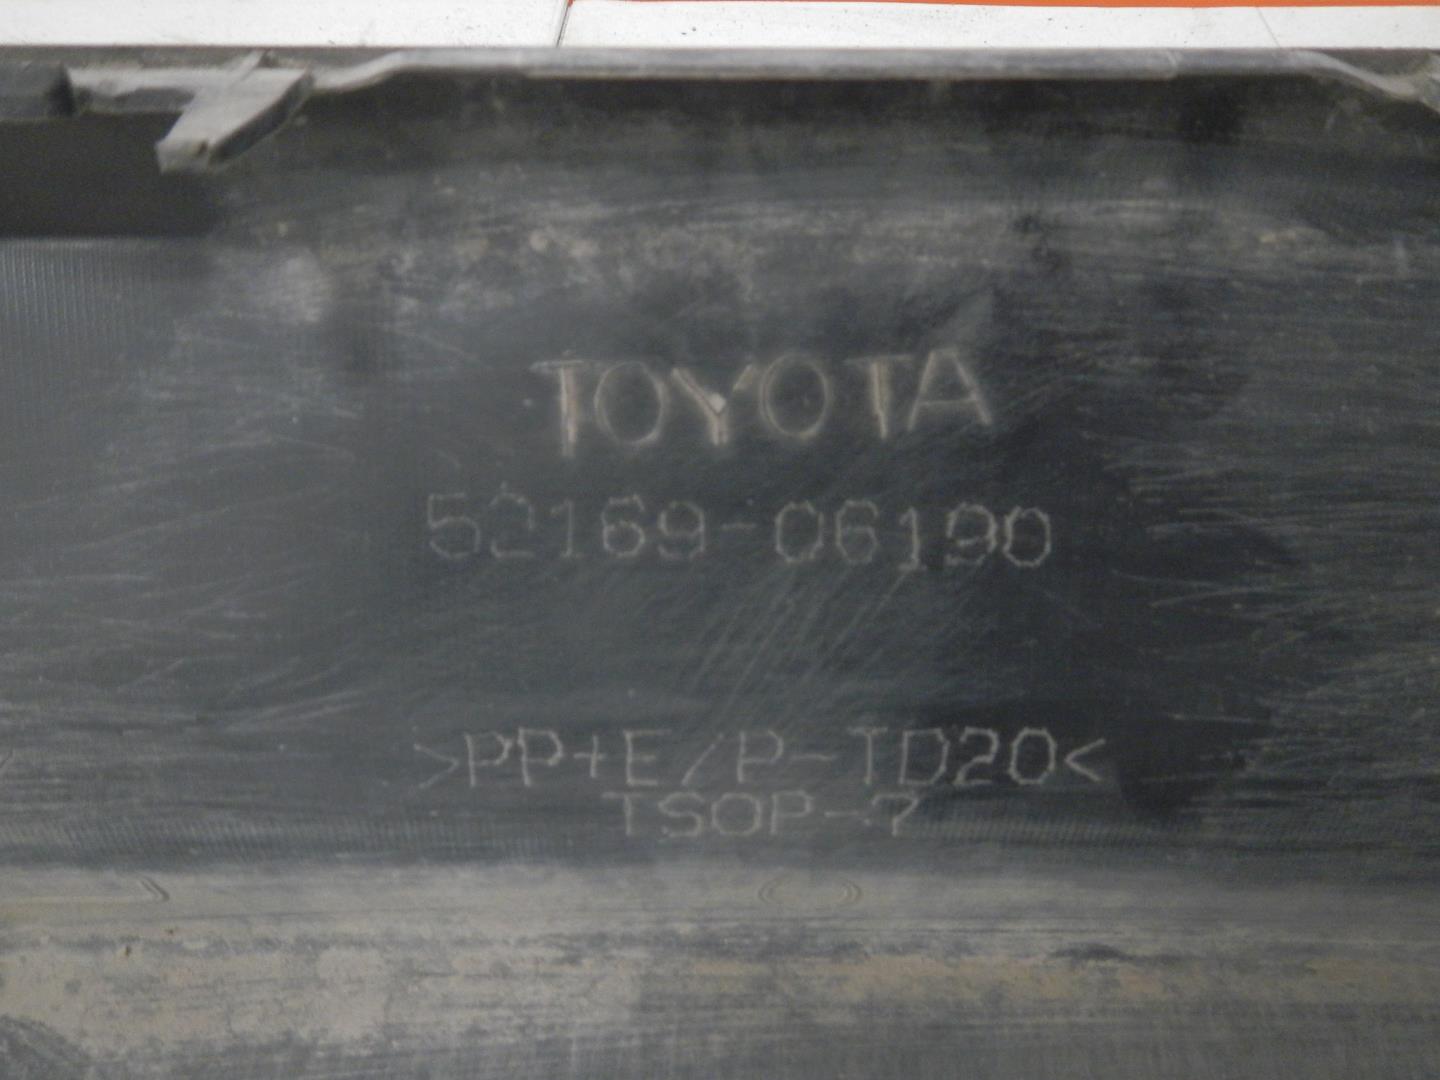 TOYOTA
52169-06190
>PP+E/P-TD20<
TSOP-7